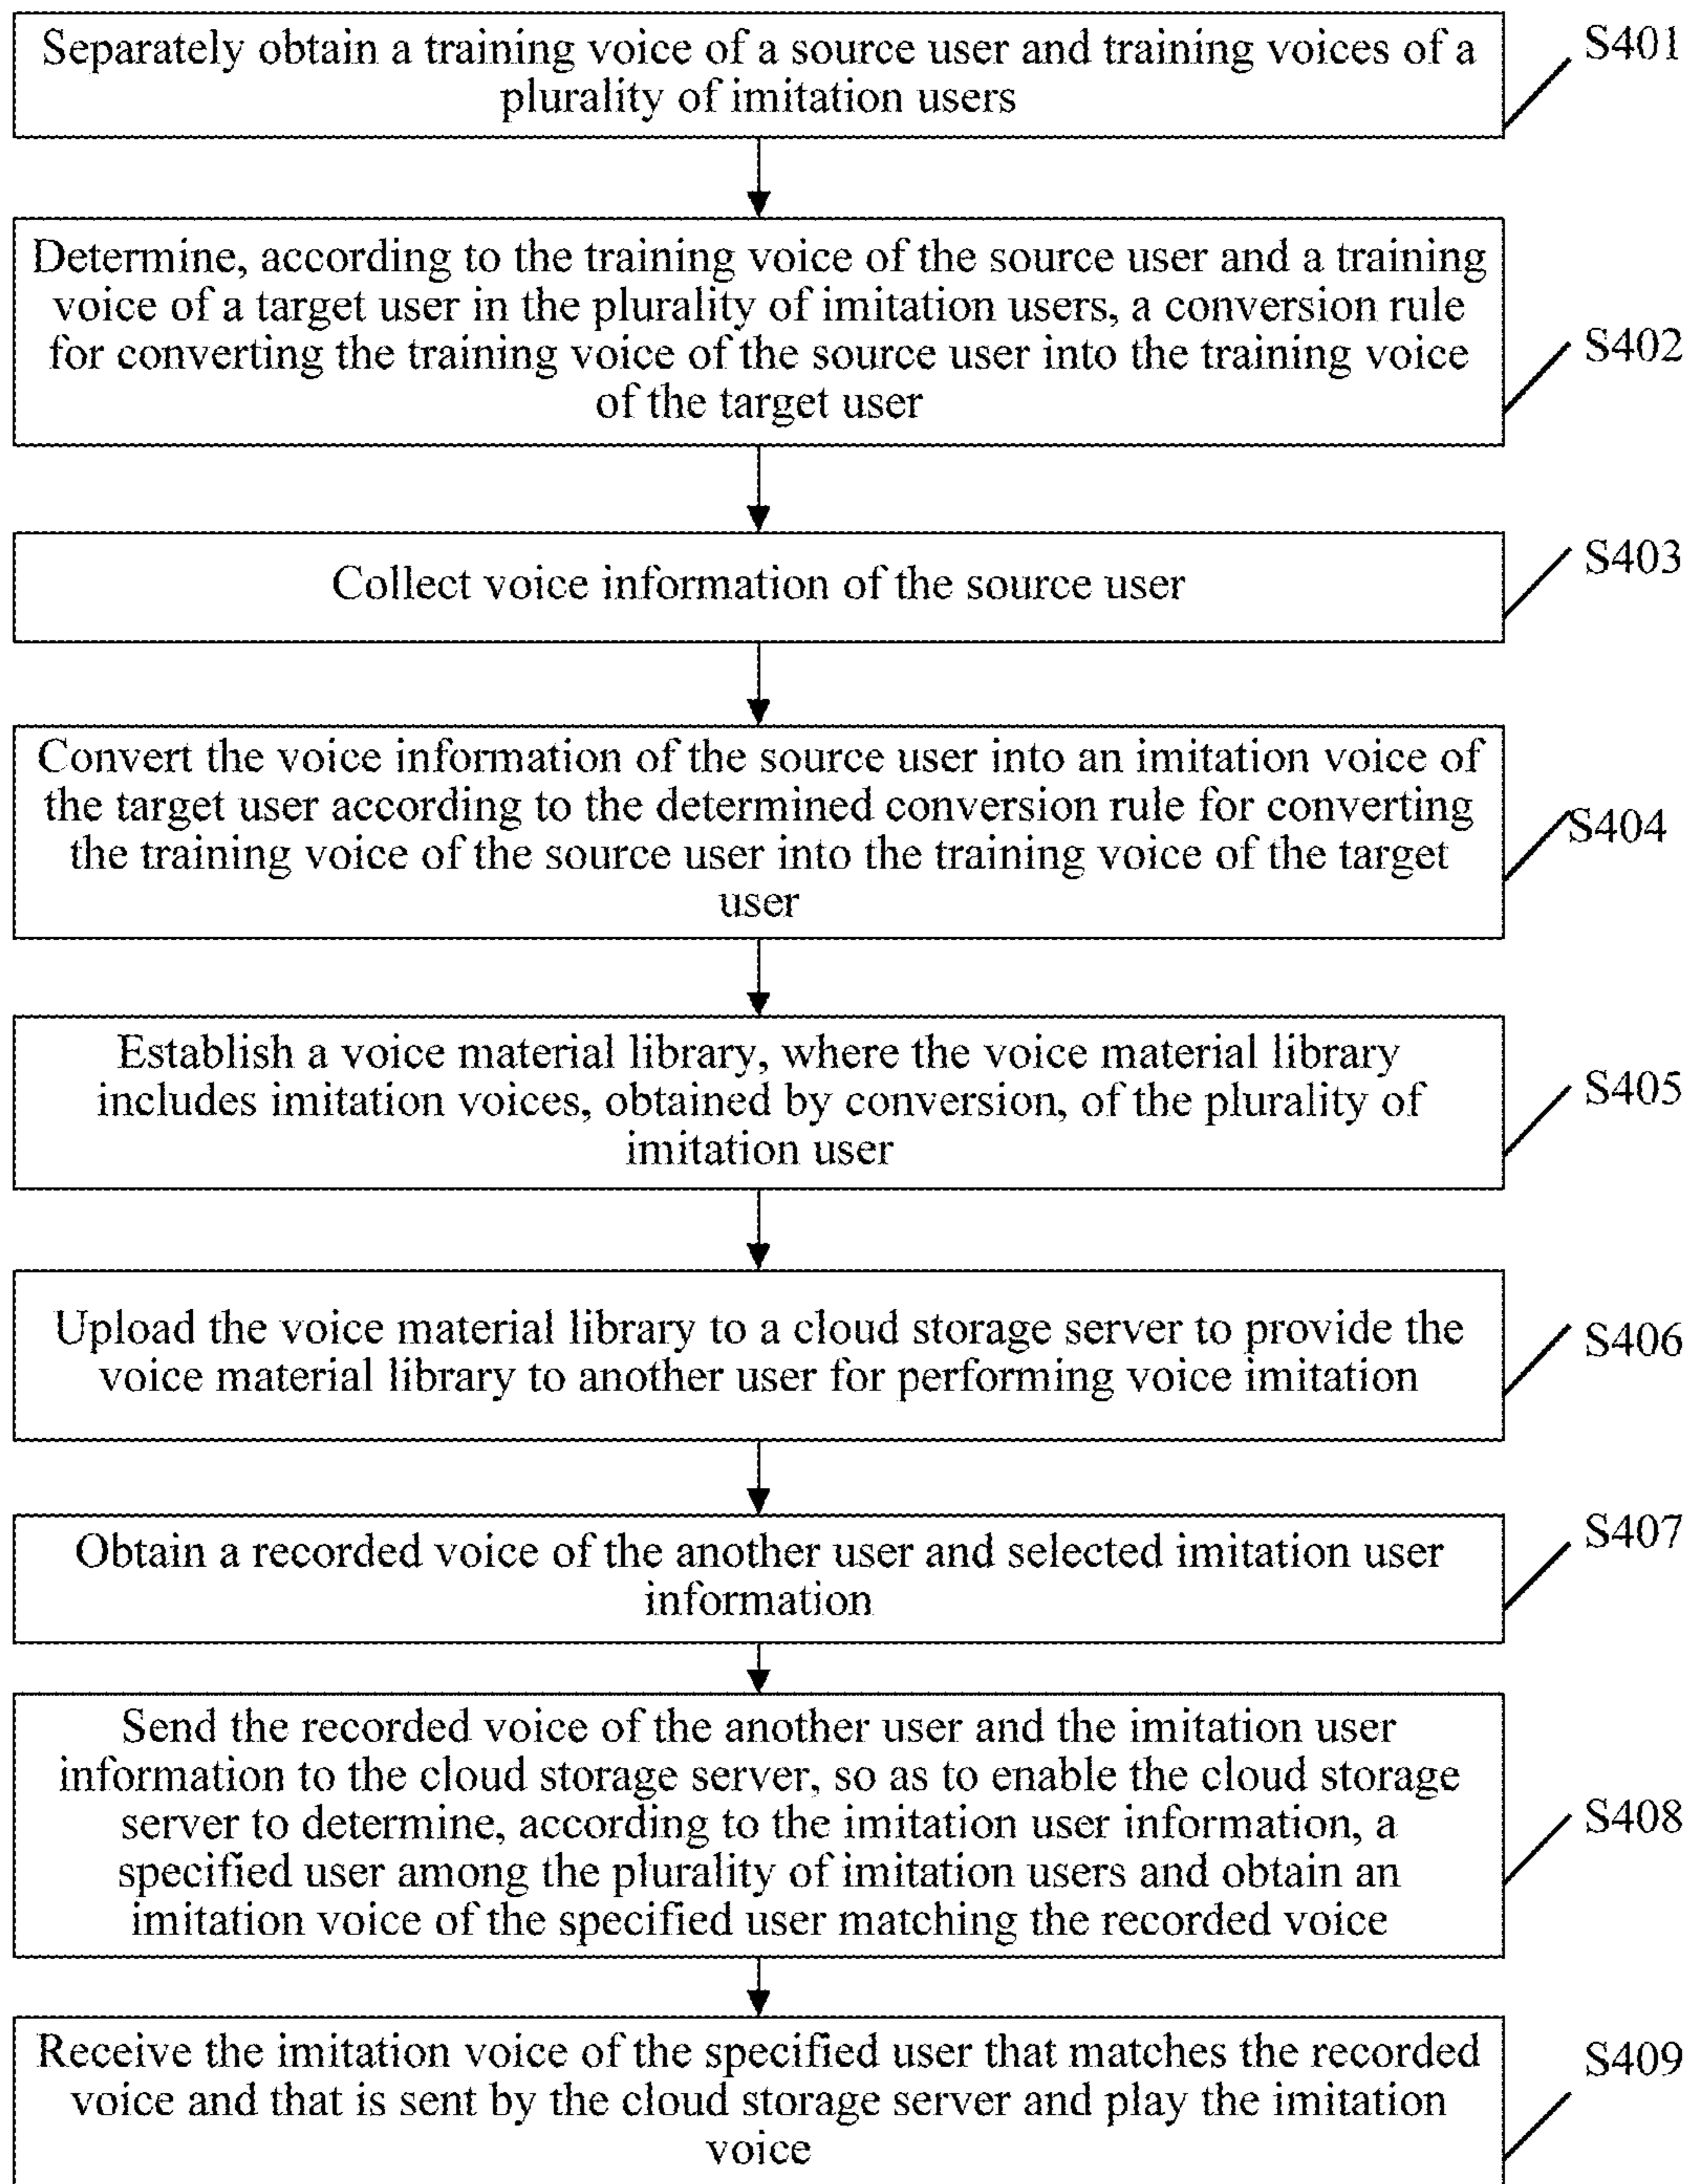 Separately obtain a training voice of a source user and training voices of a
plurality of imitation users
S401
Determine, according to the training voice of the source user and a training
voice of a target user in the plurality of imitation users, a conversion rule
for converting the training voice of the source user into the training voice
of the target user
S402
Collect voice information of the source user
S403
Convert the voice information of the source user into an imitation voice of
the target user according to the determined conversion rule for converting
the training voice of the source user into the training voice of the target
user
S404
Establish a voice material library, where the voice material library
includes imitation voices, obtained by conversion, of the plurality of
imitation user
S405
Upload the voice material library to a cloud storage server to provide the
voice material library to another user for performing voice imitation
S406
Obtain a recorded voice of the another user and selected imitation user
information
S407
Send the recorded voice of the another user and the imitation user
information to the cloud storage server, so as to enable the cloud storage
server to determine, according to the imitation user information, a
specified user among the plurality of imitation users and obtain an
imitation voice of the specified user matching the recorded voice
S408
Receive the imitation voice of the specified user that matches the recorded
voice and that is sent by the cloud storage server and play the imitation
voice
S409